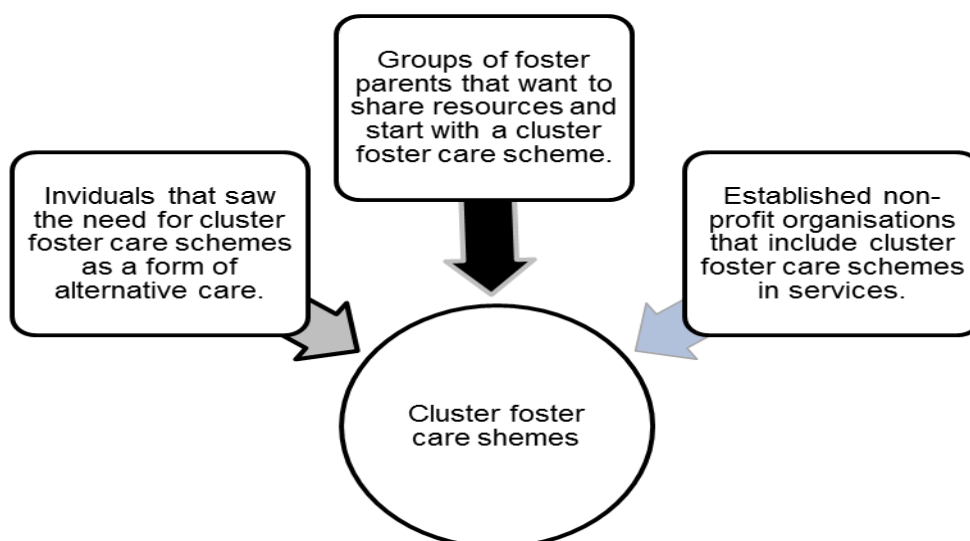 Groups of foster
parents that want to
share resources and
start with a cluster
foster care scheme.
Inviduals that saw
the need for cluster
foster care schemes
as a form of
alternative care.
Established non-
profit organisations
that include cluster
foster care schemes
in services.
Cluster foster
care shemes